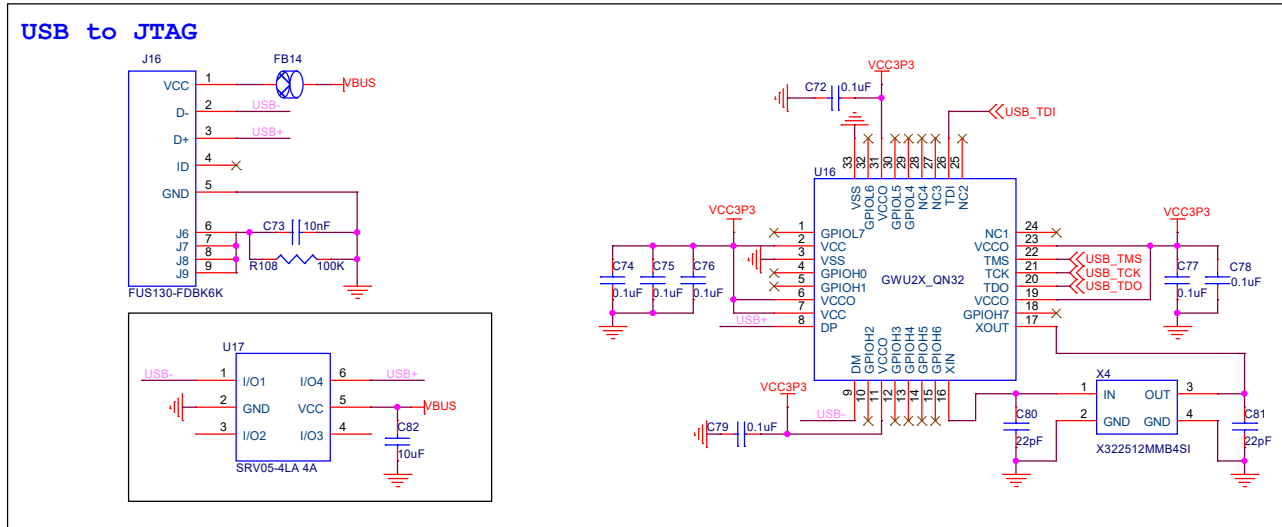 USB to JTAG
J16
VCC 1
D- 2
D+ 3
ID 4
GND 5
J6 6
J7 7
J8 8
J9 9
FUS130-FDBK6K
FB14
VBUS
USB-
USB+
C73 10nF
R108 100K
U17
USB- 1 I/O1 I/O4 6 USB+
2 GND VCC 5 VBUS
3 I/O2 I/O3 4
SRV05-4LA 4A
C82
10uF
VCC3P3
C72 0.1uF
USB_TDI
33 32 31 30 29 28 27 26 25
U16
VSS GPIOL6 VCCO GPIOL5 GPIOL4 NC4 NC3 TDI NC2
VCC3P3
1 GPIOL7
2 VCC
3 VSS
4 GPIOH0
5 GPIOH1
6 VCCO
7 VCC
USB+ 8 DP
C74 C75 C76
0.1uF 0.1uF 0.1uF
GWU2X_QN32
NC1 24
VCCO 23
TMS 22 USB_TMS
TCK 21 USB_TCK
TDO 20 USB_TDO
VCCO 19
GPIOH7 18
XOUT 17
VCC3P3
C77 C78
0.1uF 0.1uF
DM GPIOH2 VCCO GPIOH3 GPIOH4 GPIOH5 GPIOH6 XIN
9 10 11 12 13 14 15 16
VCC3P3
USB-
C79 0.1uF
X4
1 IN OUT 3
2 GND GND 4
X322512MMB4SI
C80
22pF
C81
22pF